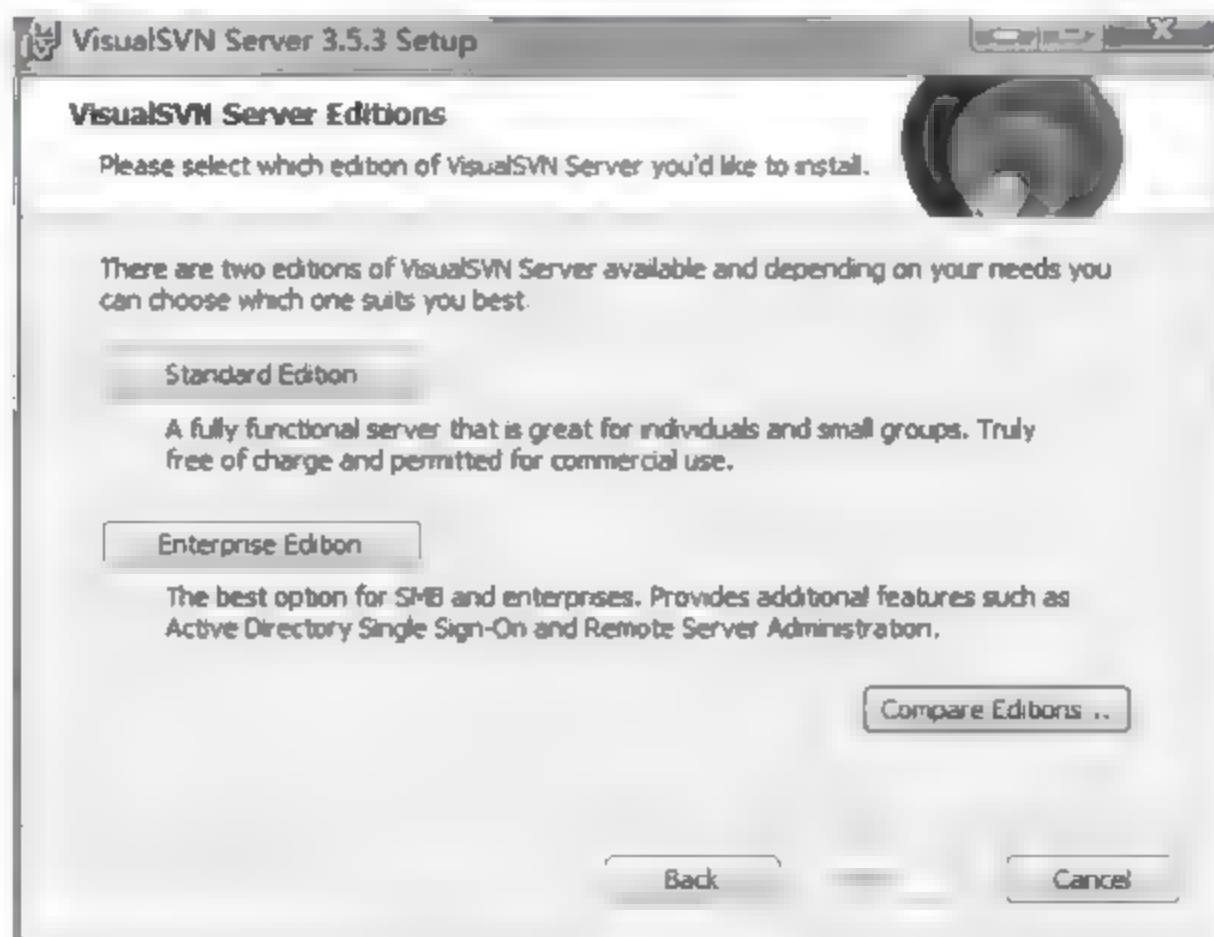 VisualSVN Server 3.5.3 Setup
VisualSVN Server Editions
Please select which edition of VisualSVN Server you'd like to install.
There are two editions of VisualSVN Server available and depending on your needs you
can choose which one suits you best.
Standard Edition
A fully functional server that is great for individuals and small groups. Truly
free of charge and permitted for commercial use.
Enterprise Edition
The best option for SMB and enterprises. Provides additional features such as
Active Directory Single Sign-On and Remote Server Administration.
Compare Editions ..
Back
Cancel